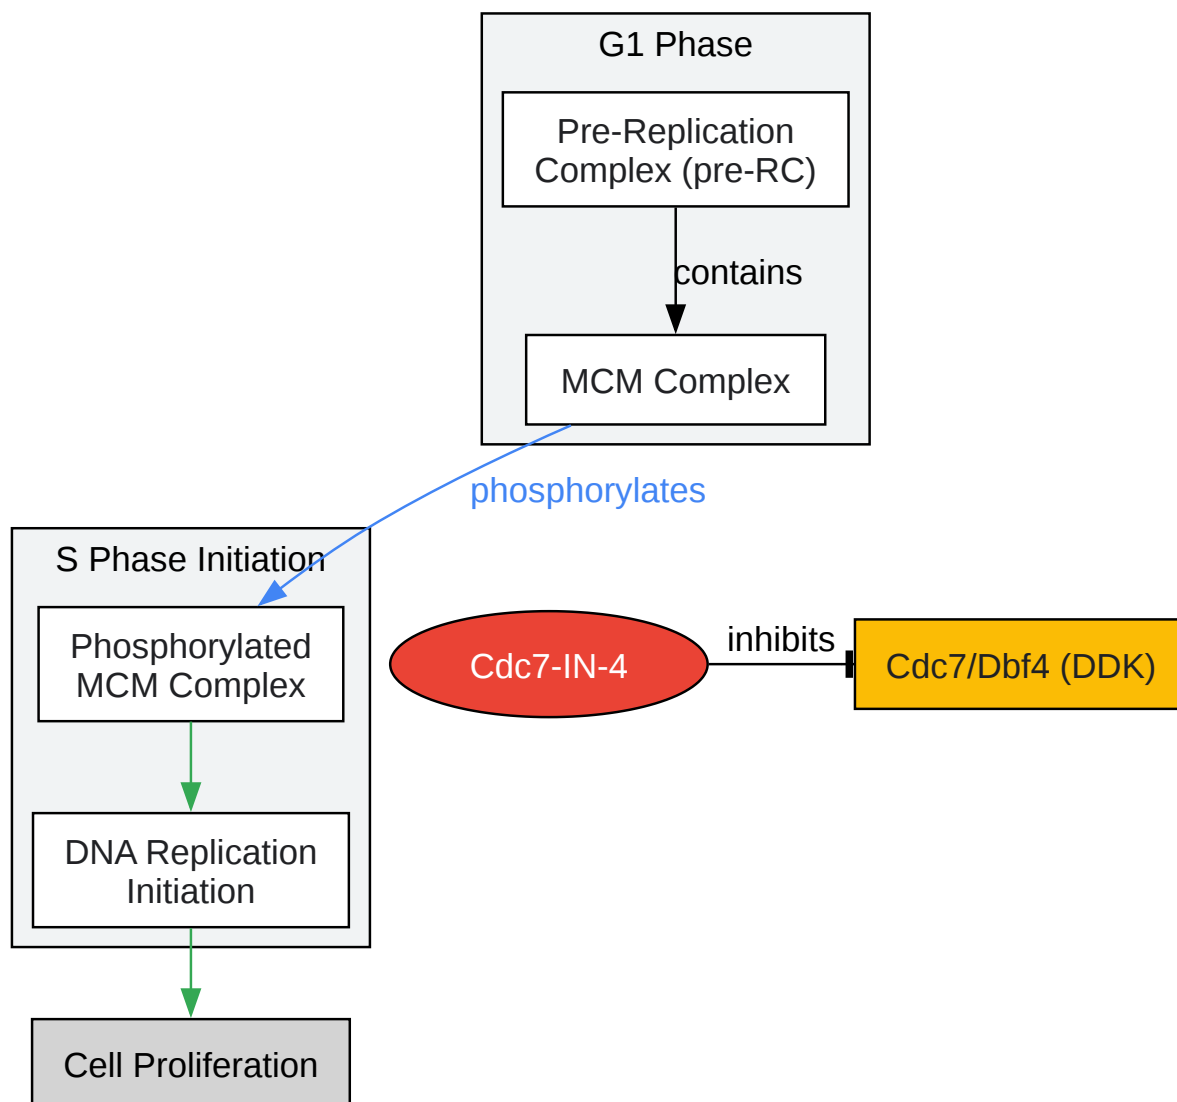 G1 Phase
Pre-Replication
Complex (pre-RC)
contains
MCM Complex
phosphorylates
S Phase Initiation
Phosphorylated
MCM Complex
Cdc7-IN-4
inhibits
Cdc7/Dbf4 (DDK)
DNA Replication
Initiation
Cell Proliferation